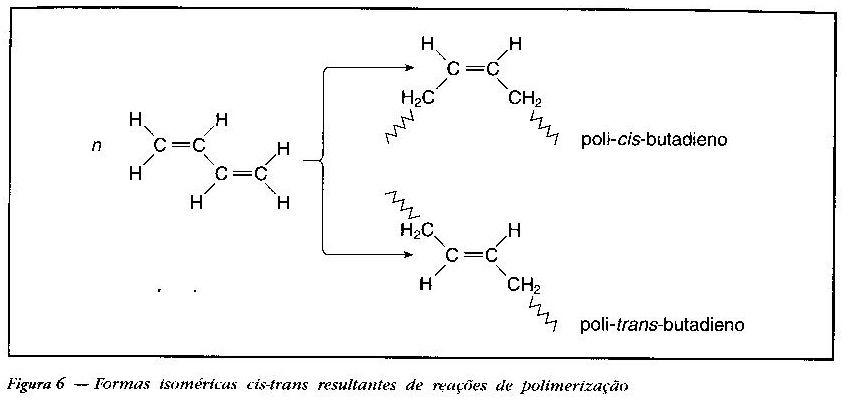 H H
C=C
H₂C CH₂
poli-cis-butadieno
n
H H
C=C H
H C=C
H H
H₂C H
C=C
H CH₂
poli-trans-butadieno
Figura 6 — Formas isoméricas cis-trans resultantes de reações de polimerização